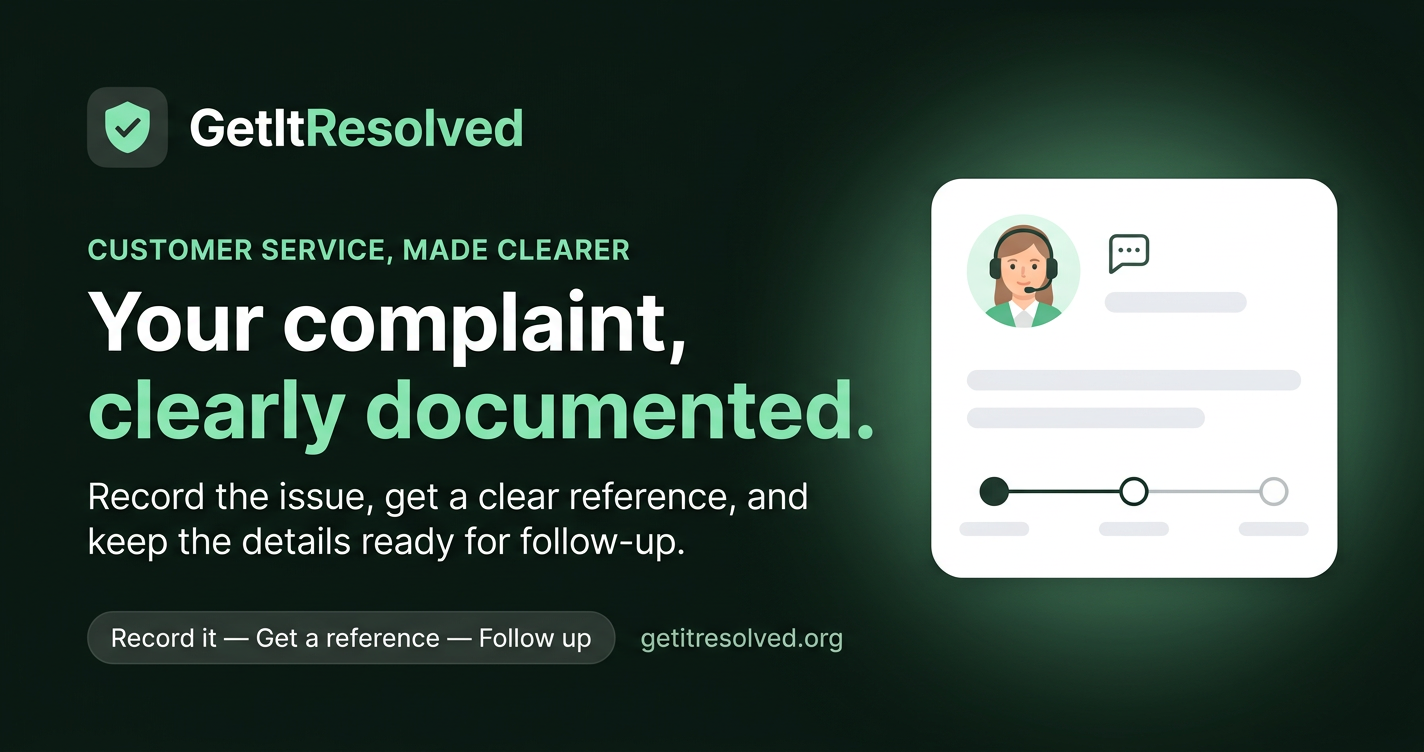 GetItResolved
CUSTOMER SERVICE, MADE CLEARER
Your complaint,
clearly documented.
Record the issue, get a clear reference, and
keep the details ready for follow-up.
Record it — Get a reference — Follow up
getitresolved.org